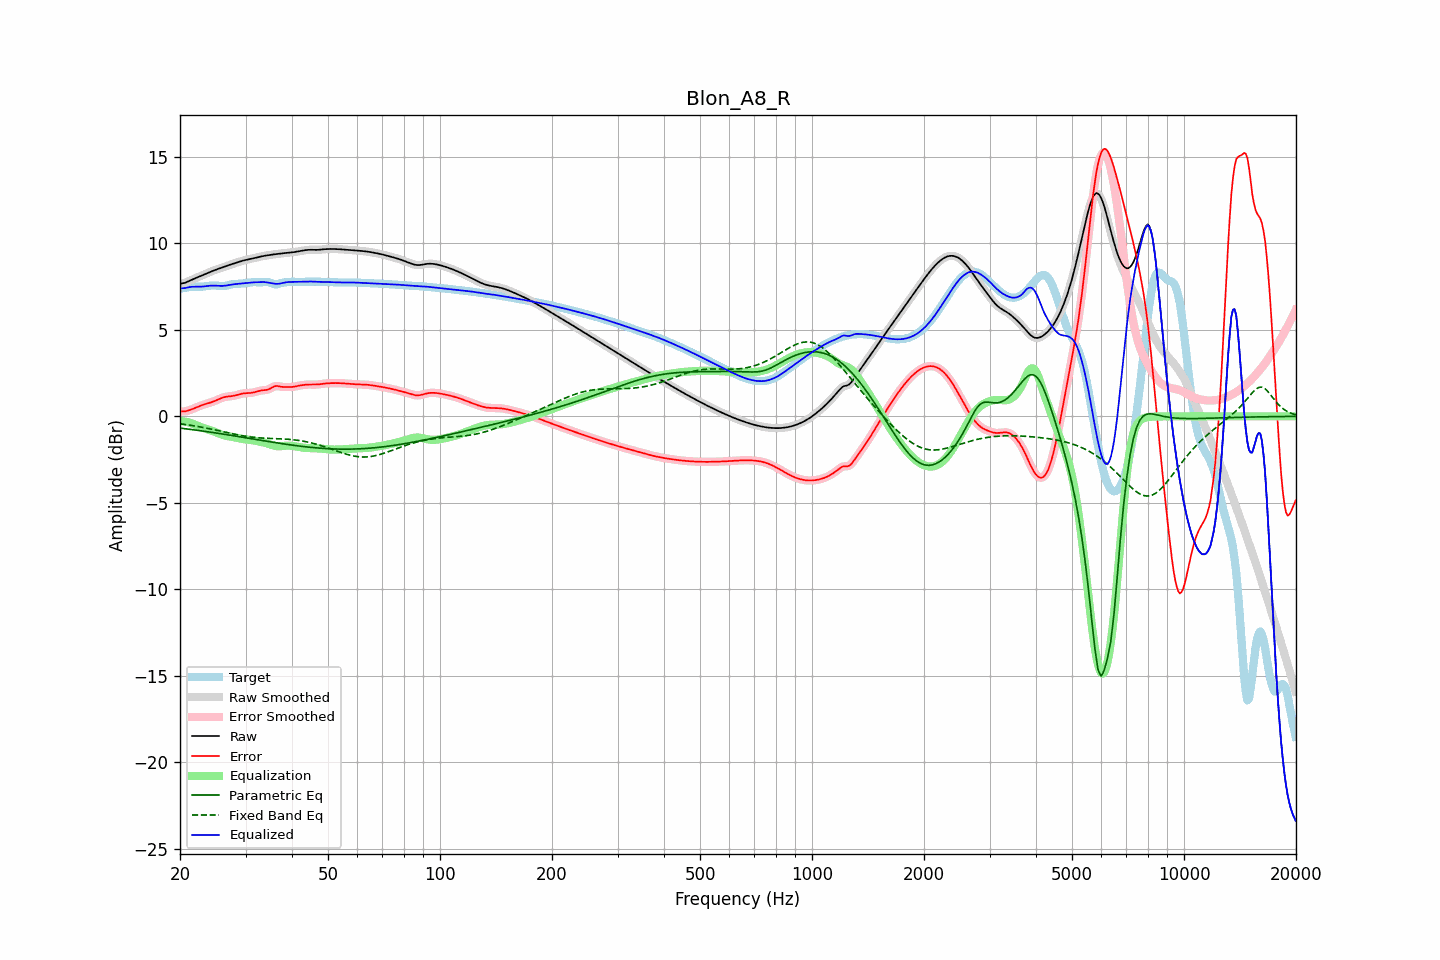 Blon_A8_R
15
10
5
0
−5
−10
−15
−20
−25
Amplitude (dBr)
Target
Raw Smoothed
Error Smoothed
Raw
Error
Equalization
Parametric Eq
Fixed Band Eq
Equalized
20 50 100 200 500 1000 2000 5000 10000 20000
Frequency (Hz)